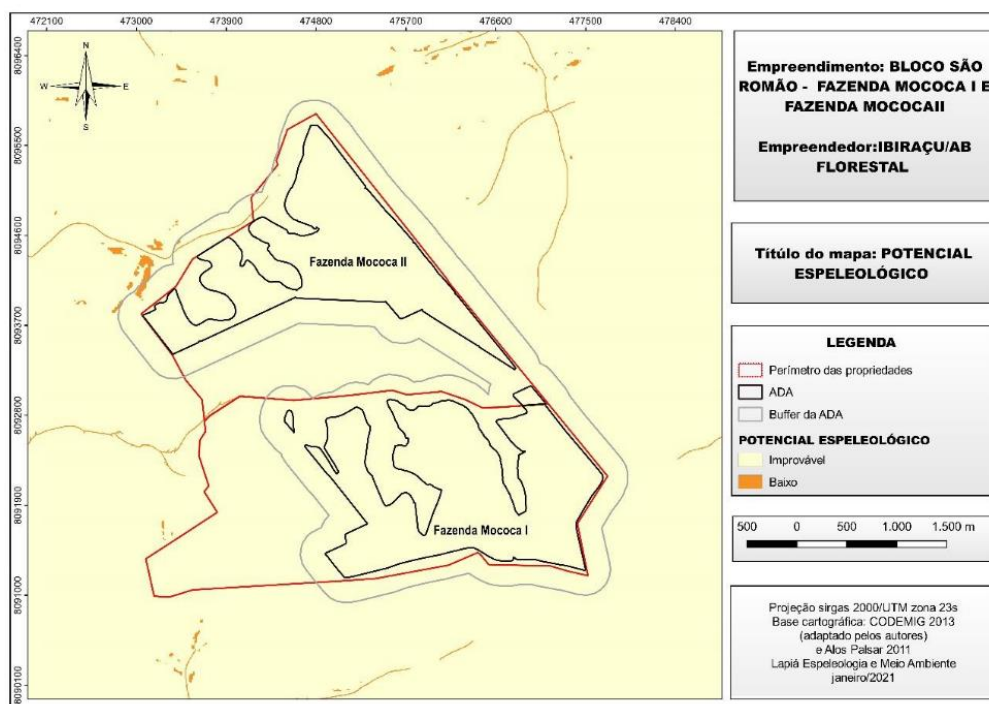 472100 473000 473900 474800 475700 476600 477500 478400
8096400
8095500
8094600
8093700
8092800
8091900
8091000
8090100
N
W E
S
Fazenda Mococa II
Fazenda Mococa I
Empreendimento: BLOCO SÃO
ROMÃO - FAZENDA MOCOCA I E
FAZENDA MOCOCAII
Empreendedor:IBIRAÇU/AB
FLORESTAL
Título do mapa: POTENCIAL
ESPELEOLÓGICO
LEGENDA
Perímetro das propriedades
ADA
Buffer da ADA
POTENCIAL ESPELEOLÓGICO
Improvável
Baixo
500 0 500 1.000 1.500 m
Projeção sirgas 2000/UTM zona 23s
Base cartográfica: CODEMIG 2013
(adaptado pelos autores)
e Alos Palsar 2011
Lapiá Espeleologia e Meio Ambiente
janeiro/2021